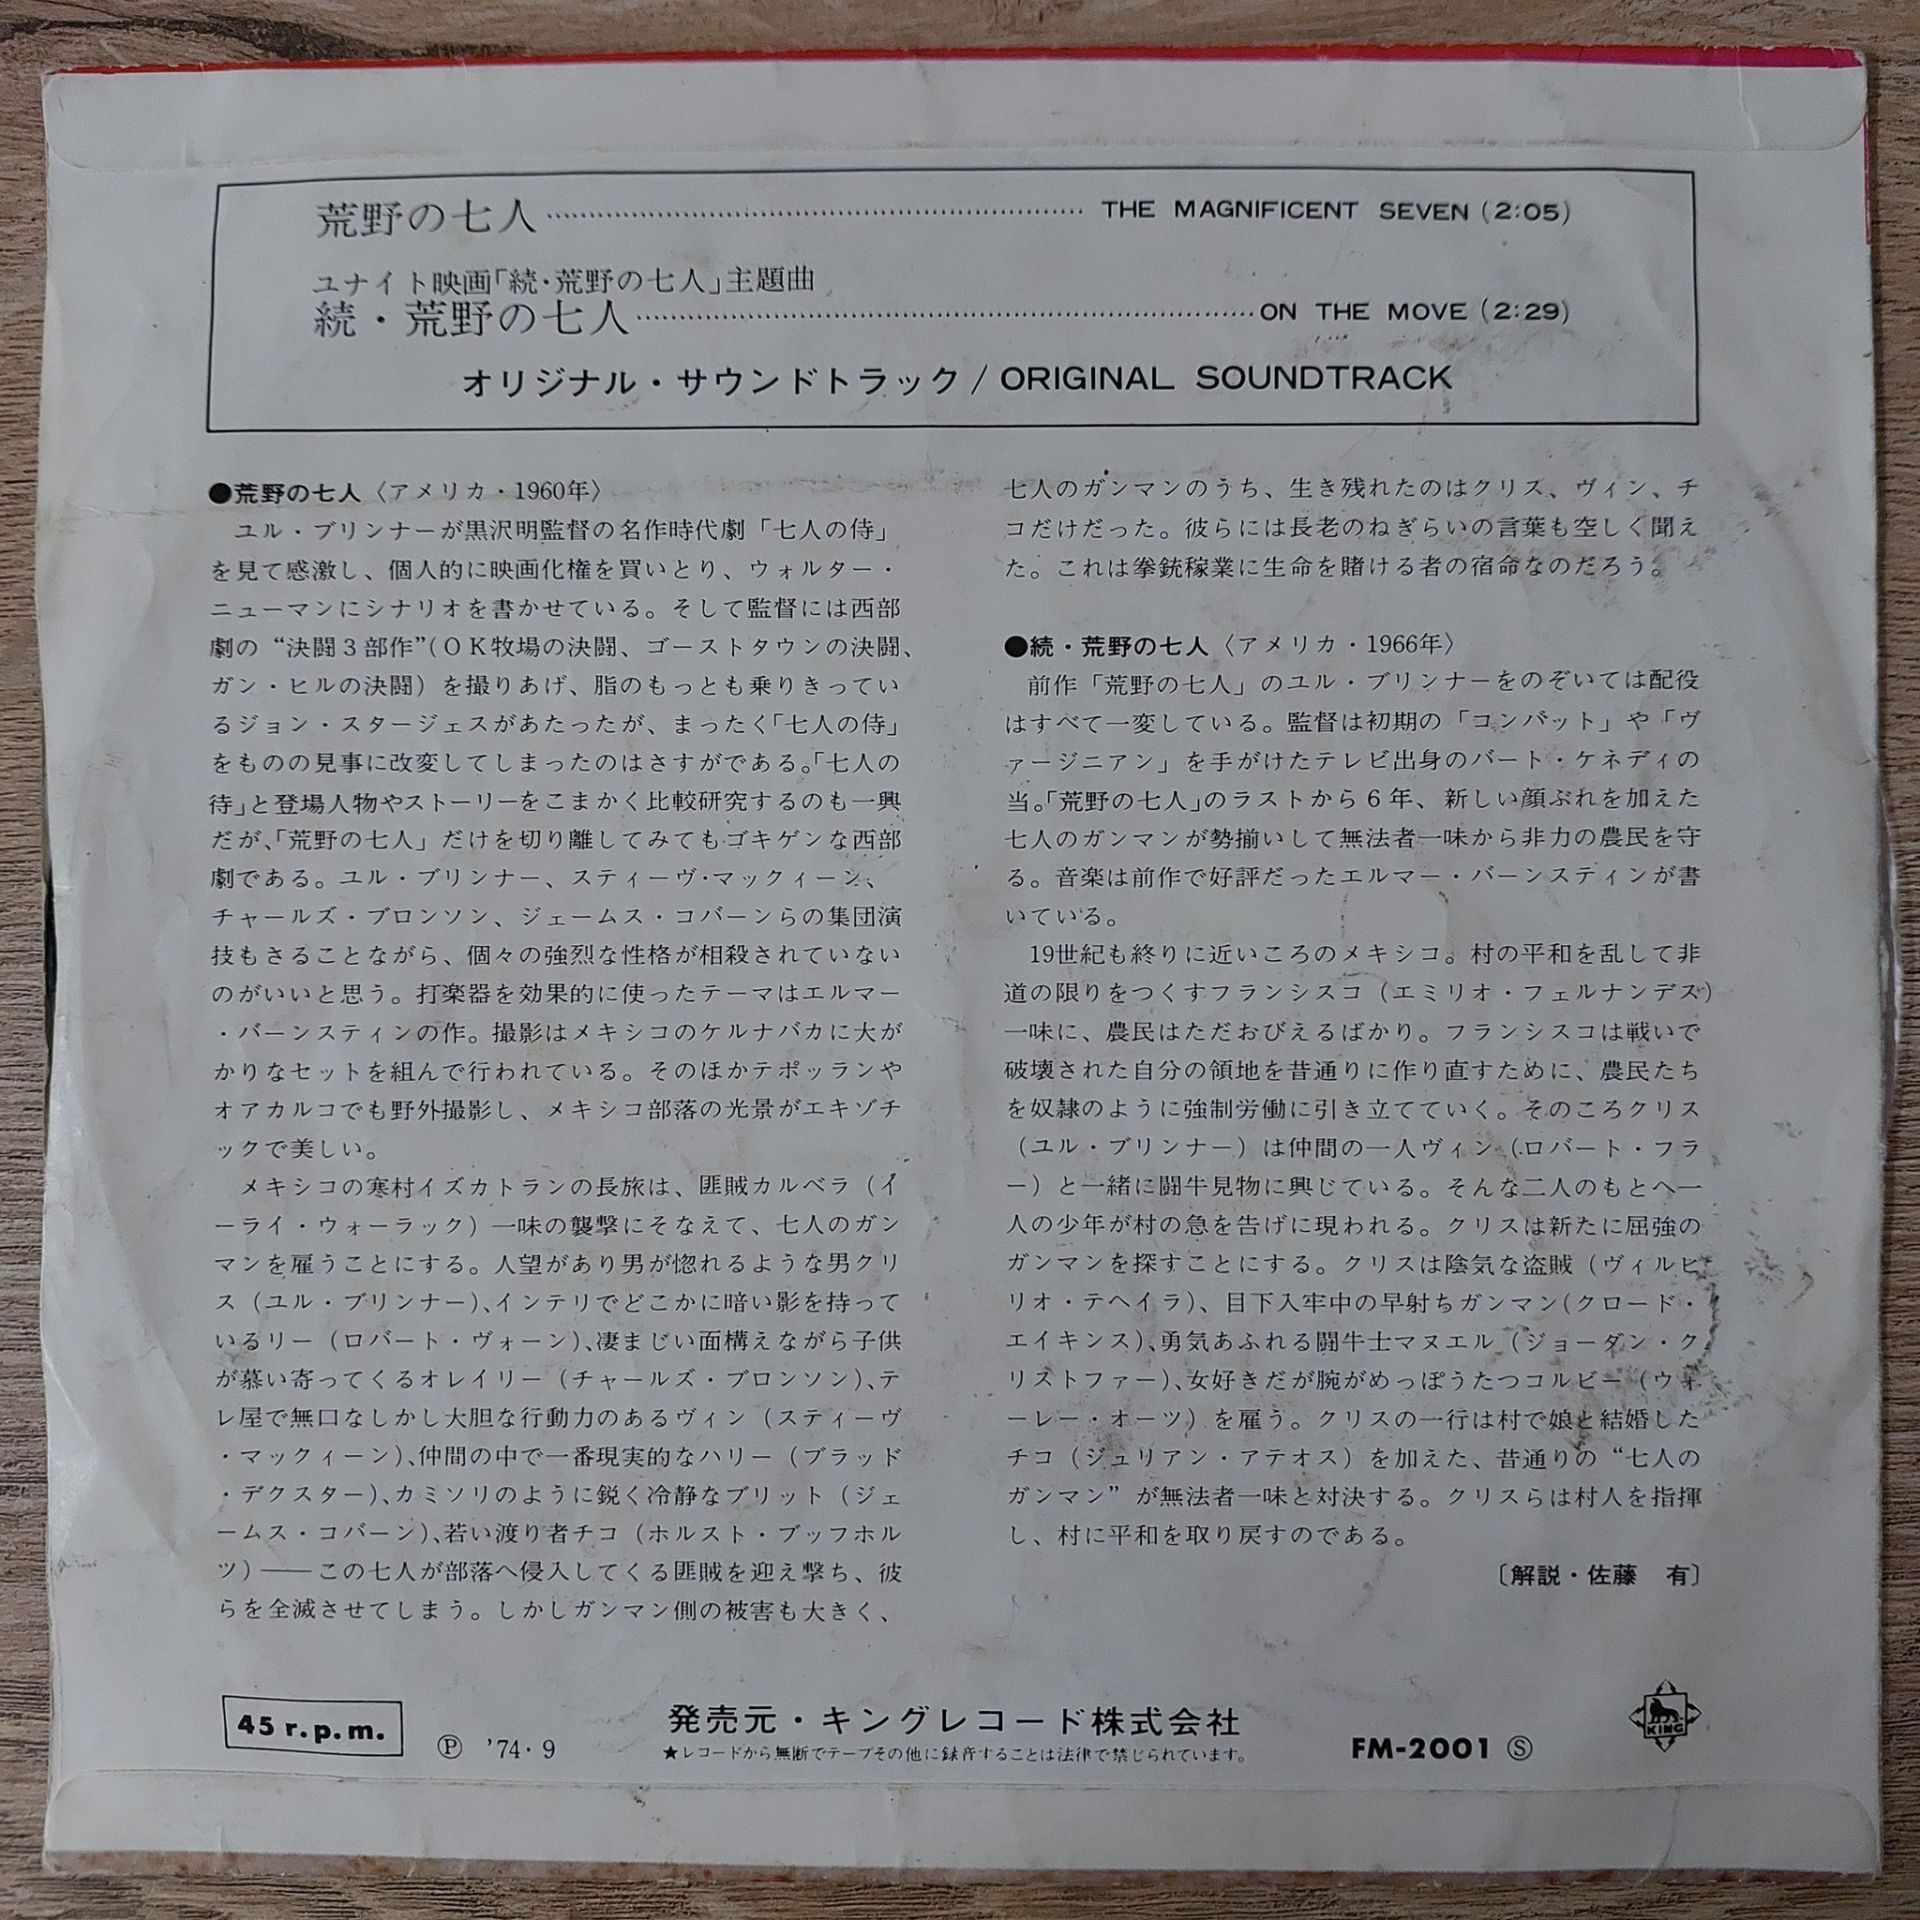 荒野の七人………………………………………THE MAGNIFICENT SEVEN (2:05)
ユナイト映画「続・荒野の七人」主題曲
続・荒野の七人………………………………………ON THE MOVE (2:29)
オリジナル・サウンドトラック/ORIGINAL SOUNDTRACK
●荒野の七人〈アメリカ・1960年〉
ユル・ブリンナーが黒沢明監督の名作時代劇「七人の侍」
を見て感激し、個人的に映画化権を買いとり、ウォルター・
ニューマンにシナリオを書かせている。そして監督には西部
劇の“決闘3部作”(OK牧場の決闘、ゴーストタウンの決闘、
ガン・ヒルの決闘)を撮りあげ、脂のもっとも乗りきってい
るジョン・スタージェスがあたったが、まったく「七人の侍」
をものの見事に改変してしまったのはさすがである。「七人の
待」と登場人物やストーリーをこまかく比較研究するのも一興
だが、「荒野の七人」だけを切り離してみてもゴキゲンな西部
劇である。ユル・ブリンナー、スティーヴ・マックィーン、
チャールズ・ブロンソン、ジェームス・コバーンらの集団演
技もさることながら、個々の強烈な性格が相殺されていない
のがいいと思う。打楽器を効果的に使ったテーマはエルマー
・バーンスティンの作。撮影はメキシコのケルナバカに大が
かりなセットを組んで行われている。そのほかテポッランや
オアカルコでも野外撮影し、メキシコ部落の光景がエキゾチ
ックで美しい。
メキシコの寒村イズカトランの長旅は、匪賊カルベラ(イ
ーライ・ウォーラック)一味の襲撃にそなえて、七人のガン
マンを雇うことにする。人望があり男が惚れるような男クリ
ス(ユル・ブリンナー)、インテリでどこかに暗い影を持って
いるリー(ロバート・ヴォーン)、凄まじい面構えながら子供
が慕い寄ってくるオレイリー(チャールズ・ブロンソン)、テ
レ屋で無口なしかし大胆な行動力のあるヴィン(スティーヴ
・マックィーン)、仲間の中で一番現実的なハリー(ブラッド
・デクスター)、カミソリのように鋭く冷静なブリット(ジェ
ームス・コバーン)、若い渡り者チコ(ホルスト・ブッフホル
ツ)――この七人が部落へ侵入してくる匪賊を迎え撃ち、彼
らを全滅させてしまう。しかしガンマン側の被害も大きく、
七人のガンマンのうち、生き残れたのはクリス、ヴィン、チ
コだけだった。彼らには長老のねぎらいの言葉も空しく聞え
た。これは拳銃稼業に生命を賭ける者の宿命なのだろう。
●続・荒野の七人〈アメリカ・1966年〉
前作「荒野の七人」のユル・ブリンナーをのぞいては配役
はすべて一変している。監督は初期の「コンバット」や「ヴ
ァージニアン」を手がけたテレビ出身のバート・ケネディの
当。「荒野の七人」のラストから6年、新しい顔ぶれを加えた
七人のガンマンが勢揃いして無法者一味から非力の農民を守
る。音楽は前作で好評だったエルマー・バーンスティンが書
いている。
19世紀も終りに近いころのメキシコ。村の平和を乱して非
道の限りをつくすフランシスコ(エミリオ・フェルナンデス)
一味に、農民はただおびえるばかり。フランシスコは戦いで
破壊された自分の領地を昔通りに作り直すために、農民たち
を奴隷のように強制労働に引き立てていく。そのころクリス
(ユル・ブリンナー)は仲間の一人ヴィン(ロバート・フラ
ー)と一緒に闘牛見物に興じている。そんな二人のもとへ一
人の少年が村の急を告げに現われる。クリスは新たに屈強の
ガンマンを探すことにする。クリスは陰気な盗賊(ヴィルヒ
リオ・テヘイラ)、目下入牢中の早射ちガンマン(クロード・
エイキンス)、勇気あふれる闘牛士マヌエル(ジョーダン・ク
リストファー)、女好きだが腕がめっぽうたつコルビー(ウォ
ーレー・オーツ)を雇う。クリスの一行は村で娘と結婚した
チコ(ジュリアン・アテオス)を加えた、昔通りの“七人の
ガンマン”が無法者一味と対決する。クリスらは村人を指揮
し、村に平和を取り戻すのである。
〔解説・佐藤 有〕
45 r.p.m.
Ⓟ '74・9
発売元・キングレコード株式会社
★レコードから無断でテープその他に録音することは法律で禁じられています。
FM-2001 Ⓢ
KING